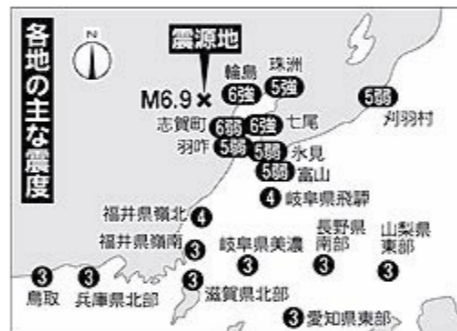 各地の主な震度
N
震源地
M6.9
輪島
6強
珠洲
5強
5弱
刈羽村
志賀町
6弱
6強
七尾
羽咋
5弱
5弱
氷見
5弱
富山
4
岐阜県飛騨
福井県嶺北
4
福井県嶺南
3
岐阜県美濃
3
長野県
南部
3
山梨県
東部
3
3
鳥取
3
兵庫県北部
3
滋賀県北部
3
愛知県東部